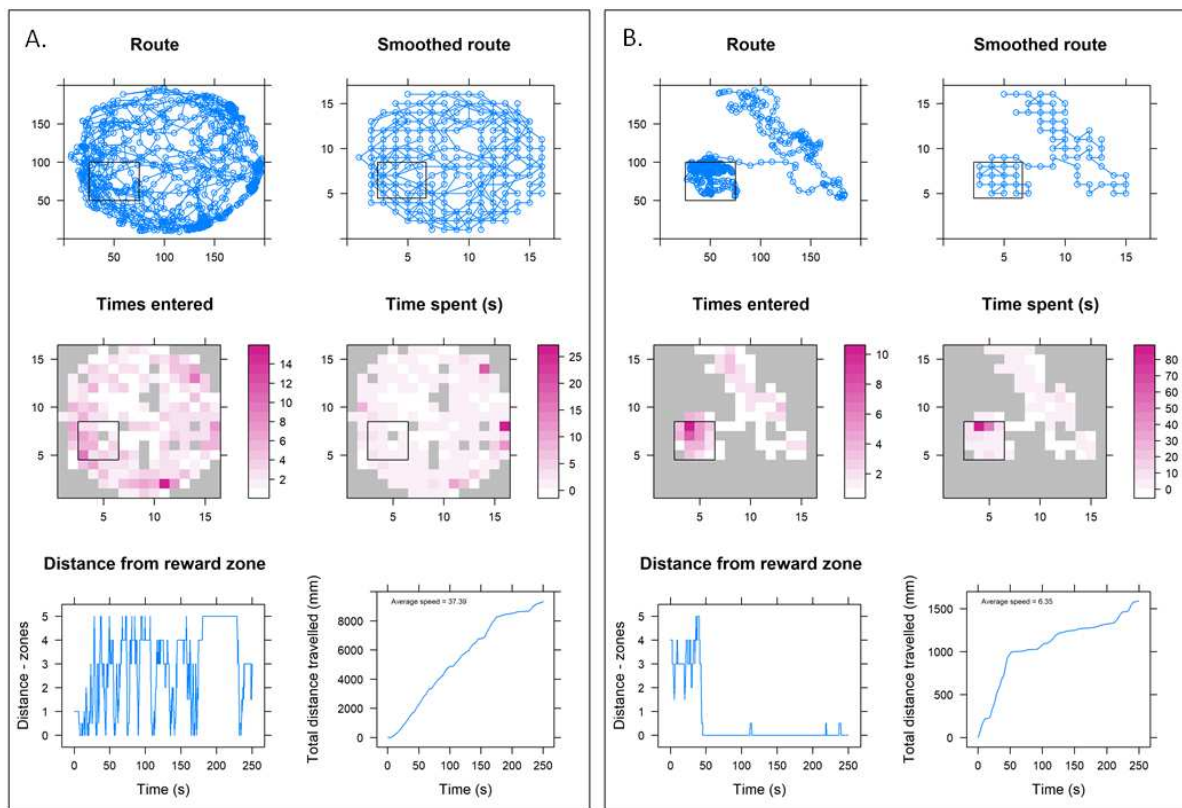 A.
Route
Smoothed route
150
100
50
50 100 150
15
10
5
5 10 15
Times entered
Time spent (s)
15
10
5
5 10 15
14
12
10
8
6
4
2
15
10
5
5 10 15
25
20
15
10
5
0
Distance from reward zone
Distance - zones
5
4
3
2
1
0
0 50 100 150 200 250
Time (s)
Average speed = 37.39
Total distance travelled (mm)
8000
6000
4000
2000
0
0 50 100 150 200 250
Time (s)
B.
Route
Smoothed route
150
100
50
50 100 150
15
10
5
5 10 15
Times entered
Time spent (s)
15
10
5
5 10 15
10
8
6
4
2
15
10
5
5 10 15
80
70
60
50
40
30
20
10
0
Distance from reward zone
Distance - zones
5
4
3
2
1
0
0 50 100 150 200 250
Time (s)
Average speed = 6.35
Total distance travelled (mm)
1500
1000
500
0
0 50 100 150 200 250
Time (s)